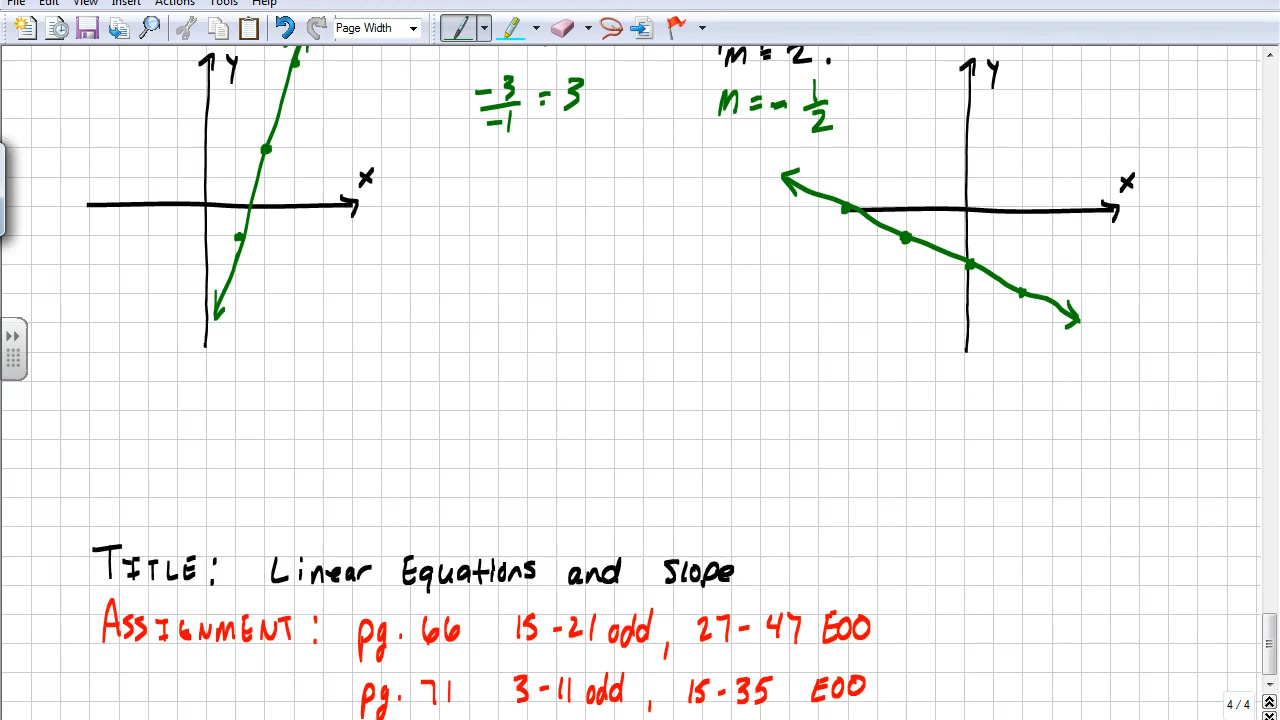 File Edit View Insert Actions Tools Help
Page Width
y
-3/-1 = 3
m = 2.
m = - 1/2
y
x
x
TITLE: Linear Equations and Slope
ASSIGNMENT: pg. 66 15-21 odd, 27-47 EOO
pg. 71 3-11 odd, 15-35 EOO
4 / 4